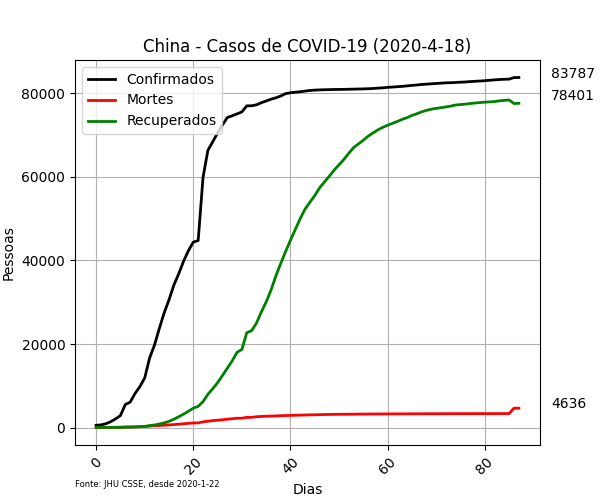 China - Casos de COVID-19 (2020-4-18)
Confirmados
Mortes
Recuperados
83787
78401
4636
80000
60000
40000
20000
0
Pessoas
0 20 40 60 80
Dias
Fonte: JHU CSSE, desde 2020-1-22